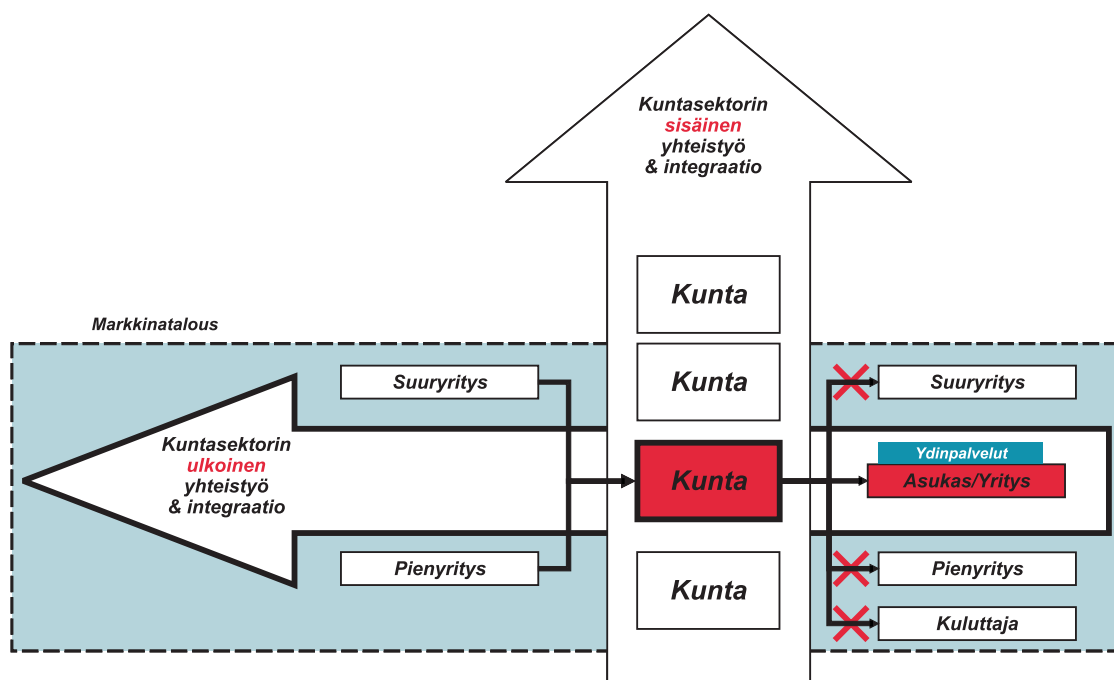 Kuntasektorin
sisäinen
yhteistyö
& integraatio
Kunta
Markkinatalous
Suuryritys
Kunta
Suuryritys
Kuntasektorin
ulkoinen
yhteistyö
& integraatio
Kunta
Ydinpalvelut
Asukas/Yritys
Pienyritys
Kunta
Pienyritys
Kuluttaja